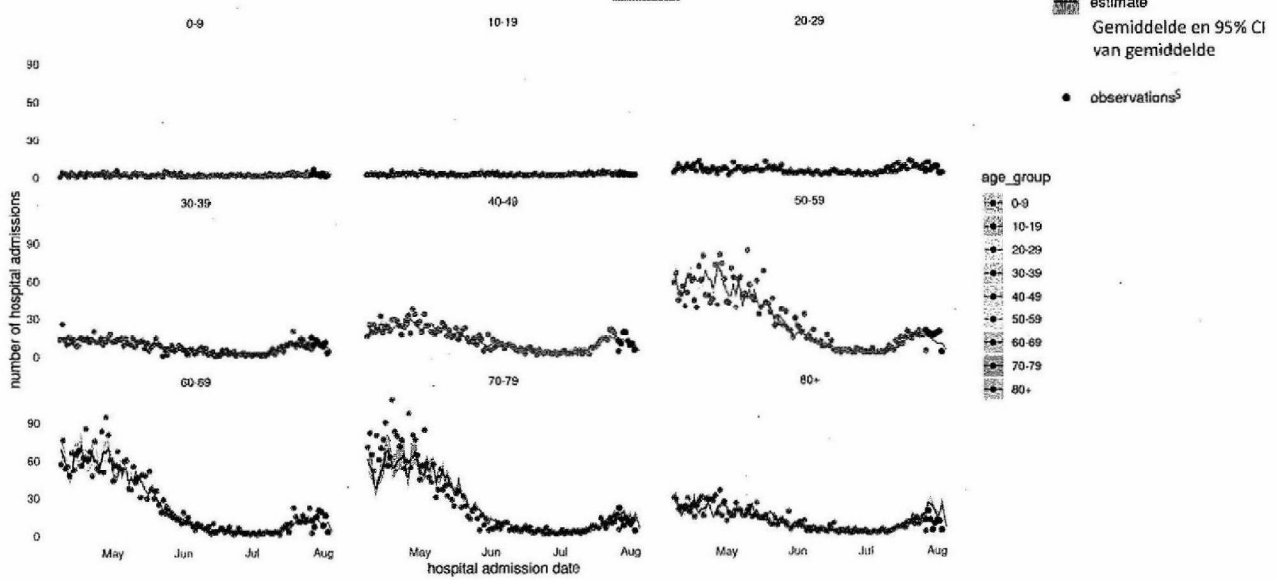 estimate
Gemiddelde en 95% CI
van gemiddelde
observations
0-9
10-19
20-29
90
50
30
0
30-39
40-49
50-59
90
60
30
0
60-69
70-79
80+
90
60
30
0
May
Jun
Jul
Aug
May
Jun
Jul
Aug
May
Jun
Jul
Aug
number of hospital admissions
hospital admission date
age_group
0-9
10-19
20-29
30-39
40-49
50-59
60-69
70-79
80+